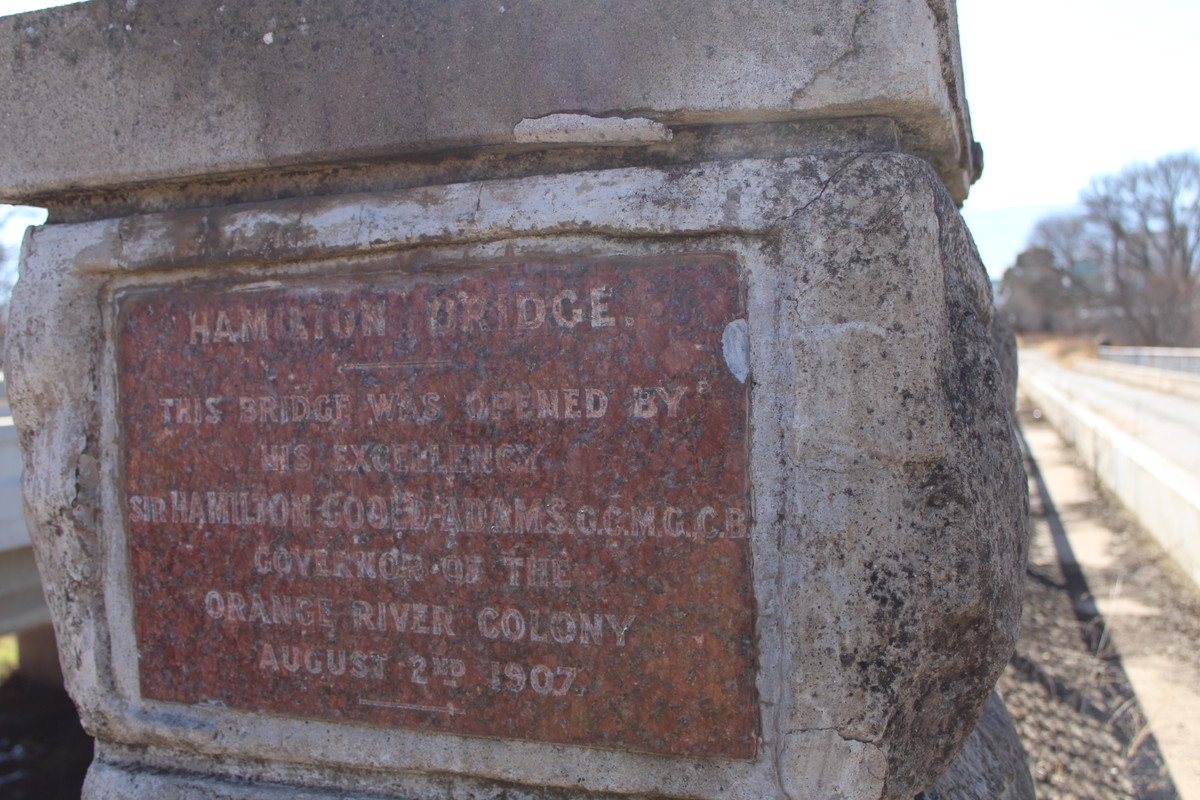 HAMILTON BRIDGE.
THIS BRIDGE WAS OPENED BY
HIS EXCELLENCY
SIR HAMILTON GOOLD-ADAMS.G.C.M.G.,C.B.
GOVERNOR OF THE
ORANGE RIVER COLONY
AUGUST 2ND 1907.